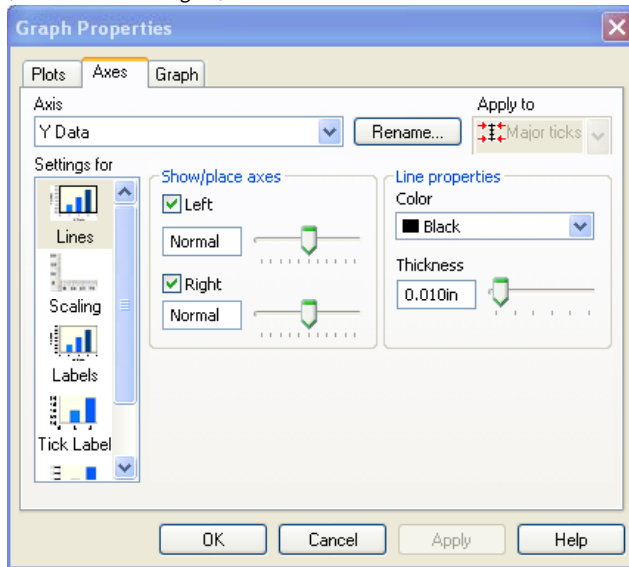 Graph Properties
Plots Axes Graph
Axis
Apply to
Y Data
Rename...
Major ticks
Settings for
Lines
Scaling
Labels
Tick Label
Show/place axes
Left
Normal
Right
Normal
Line properties
Color
Black
Thickness
0.010in
OK Cancel Apply Help